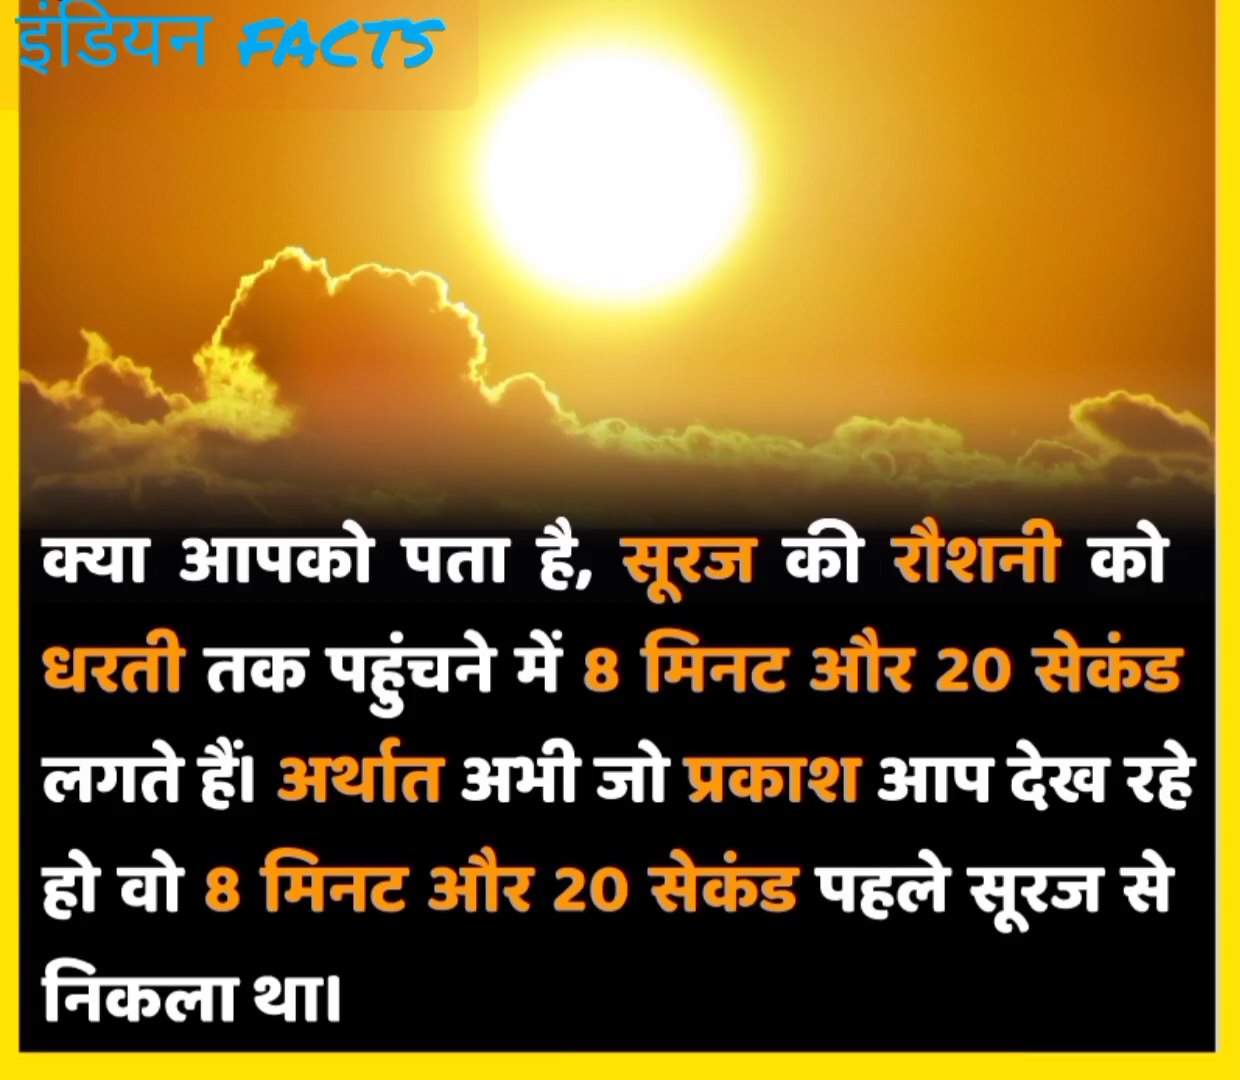 इंडियन FACTS
क्या आपको पता है, सूरज की रौशनी को
धरती तक पहुंचने में 8 मिनट और 20 सेकंड
लगते हैं। अर्थात अभी जो प्रकाश आप देख रहे
हो वो 8 मिनट और 20 सेकंड पहले सूरज से
निकला था।